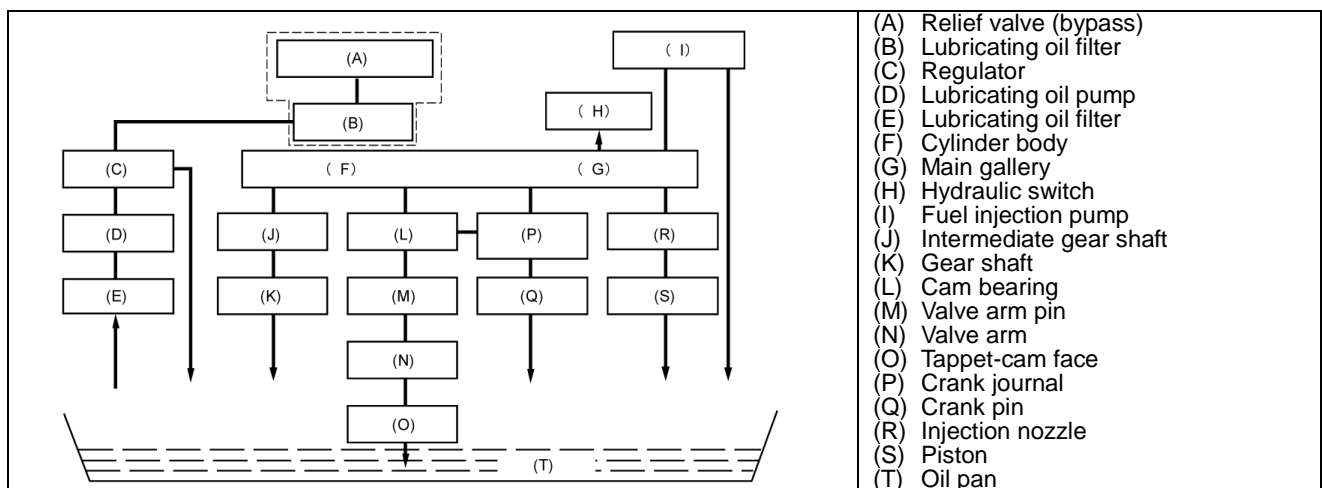 (A)
( I)
( H)
(B)
(C)
( F)
( G)
(D)
(J)
(L)
(P)
(R)
(E)
(K)
(M)
(Q)
(S)
(N)
(O)
(T)
(A) Relief valve (bypass)
(B) Lubricating oil filter
(C) Regulator
(D) Lubricating oil pump
(E) Lubricating oil filter
(F) Cylinder body
(G) Main gallery
(H) Hydraulic switch
(I) Fuel injection pump
(J) Intermediate gear shaft
(K) Gear shaft
(L) Cam bearing
(M) Valve arm pin
(N) Valve arm
(O) Tappet-cam face
(P) Crank journal
(Q) Crank pin
(R) Injection nozzle
(S) Piston
(T) Oil pan